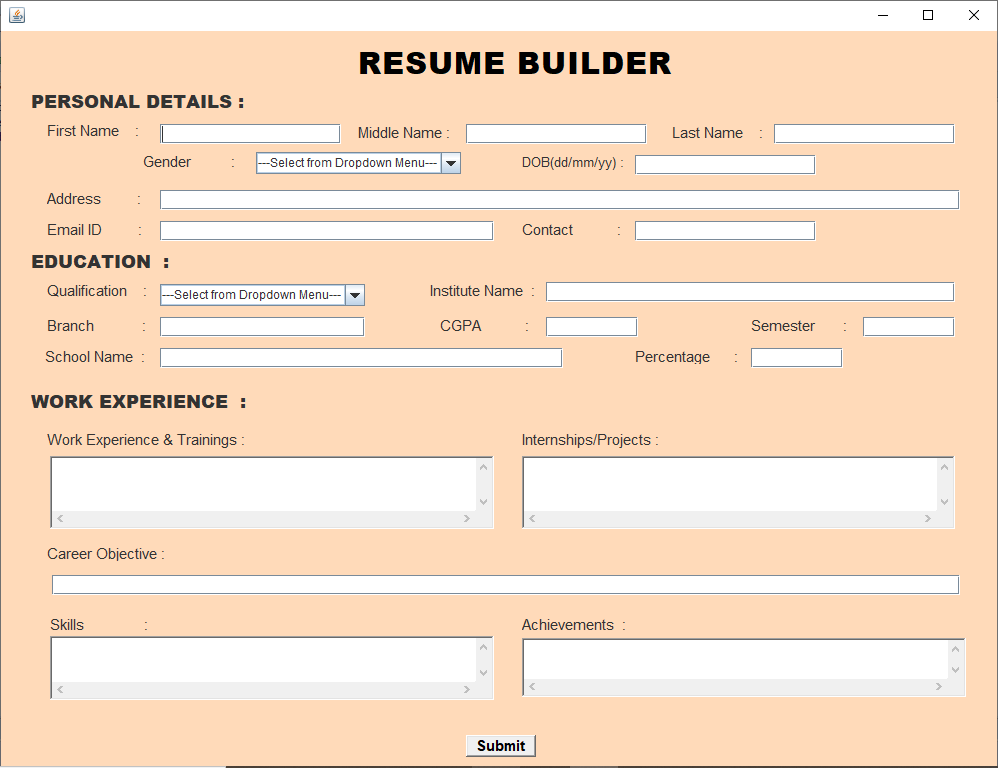 RESUME BUILDER
PERSONAL DETAILS :
First Name : Middle Name : Last Name :
Gender : ---Select from Dropdown Menu--- DOB(dd/mm/yy) :
Address :
Email ID : Contact :
EDUCATION :
Qualification : ---Select from Dropdown Menu--- Institute Name :
Branch : CGPA : Semester :
School Name : Percentage :
WORK EXPERIENCE :
Work Experience & Trainings : Internships/Projects :
Career Objective :
Skills : Achievements :
Submit